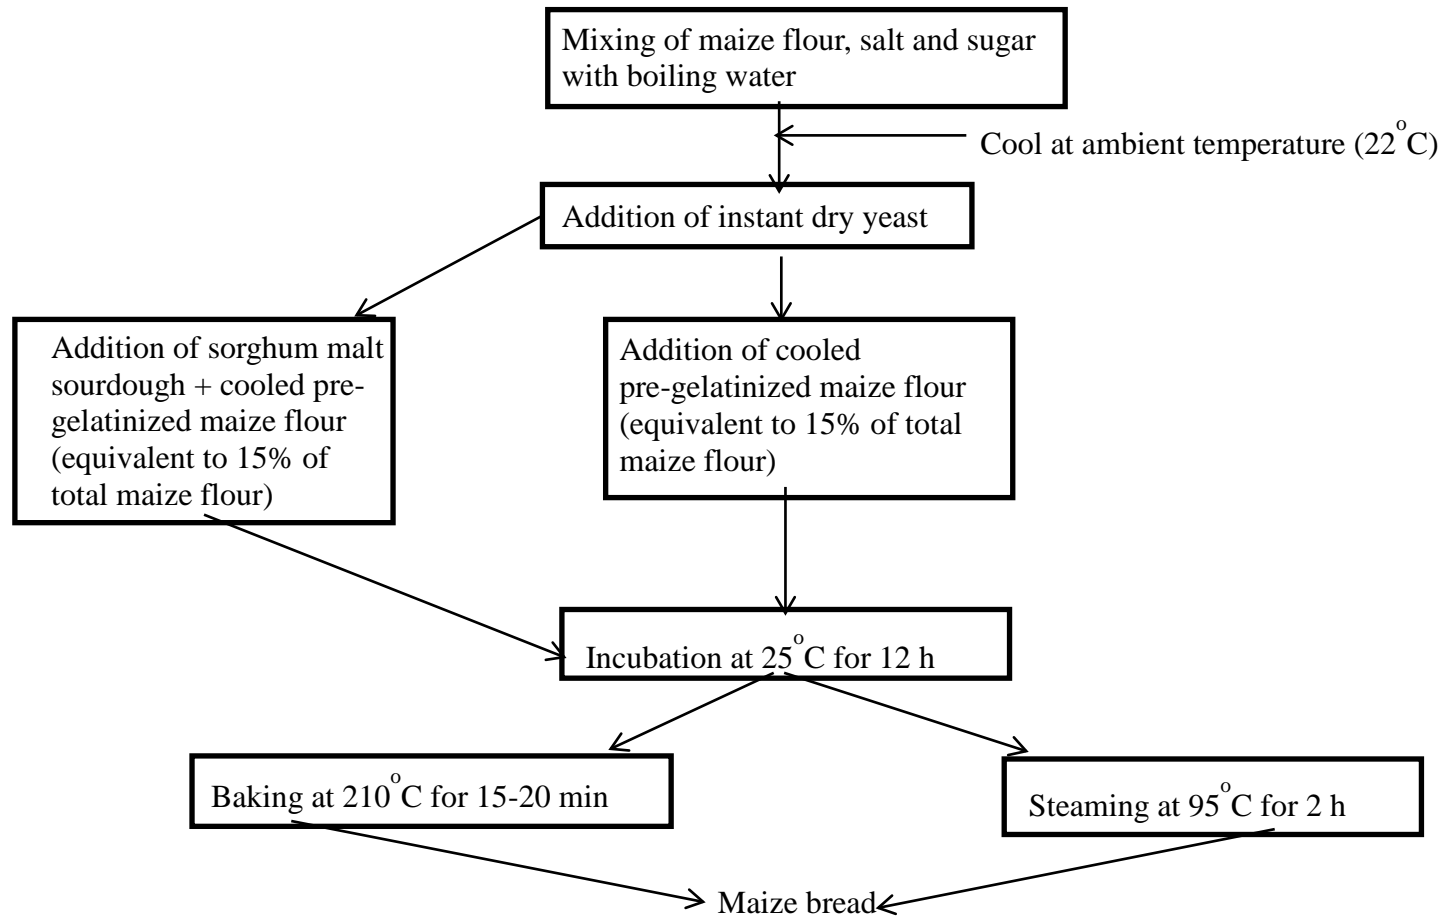 Mixing of maize flour, salt and sugar
with boiling water
Cool at ambient temperature (22°C)
Addition of instant dry yeast
Addition of sorghum malt
sourdough + cooled pre-
gelatinized maize flour
(equivalent to 15% of
total maize flour)
Addition of cooled
pre-gelatinized maize flour
(equivalent to 15% of total
maize flour)
Incubation at 25°C for 12 h
Baking at 210°C for 15-20 min
Steaming at 95°C for 2 h
Maize bread